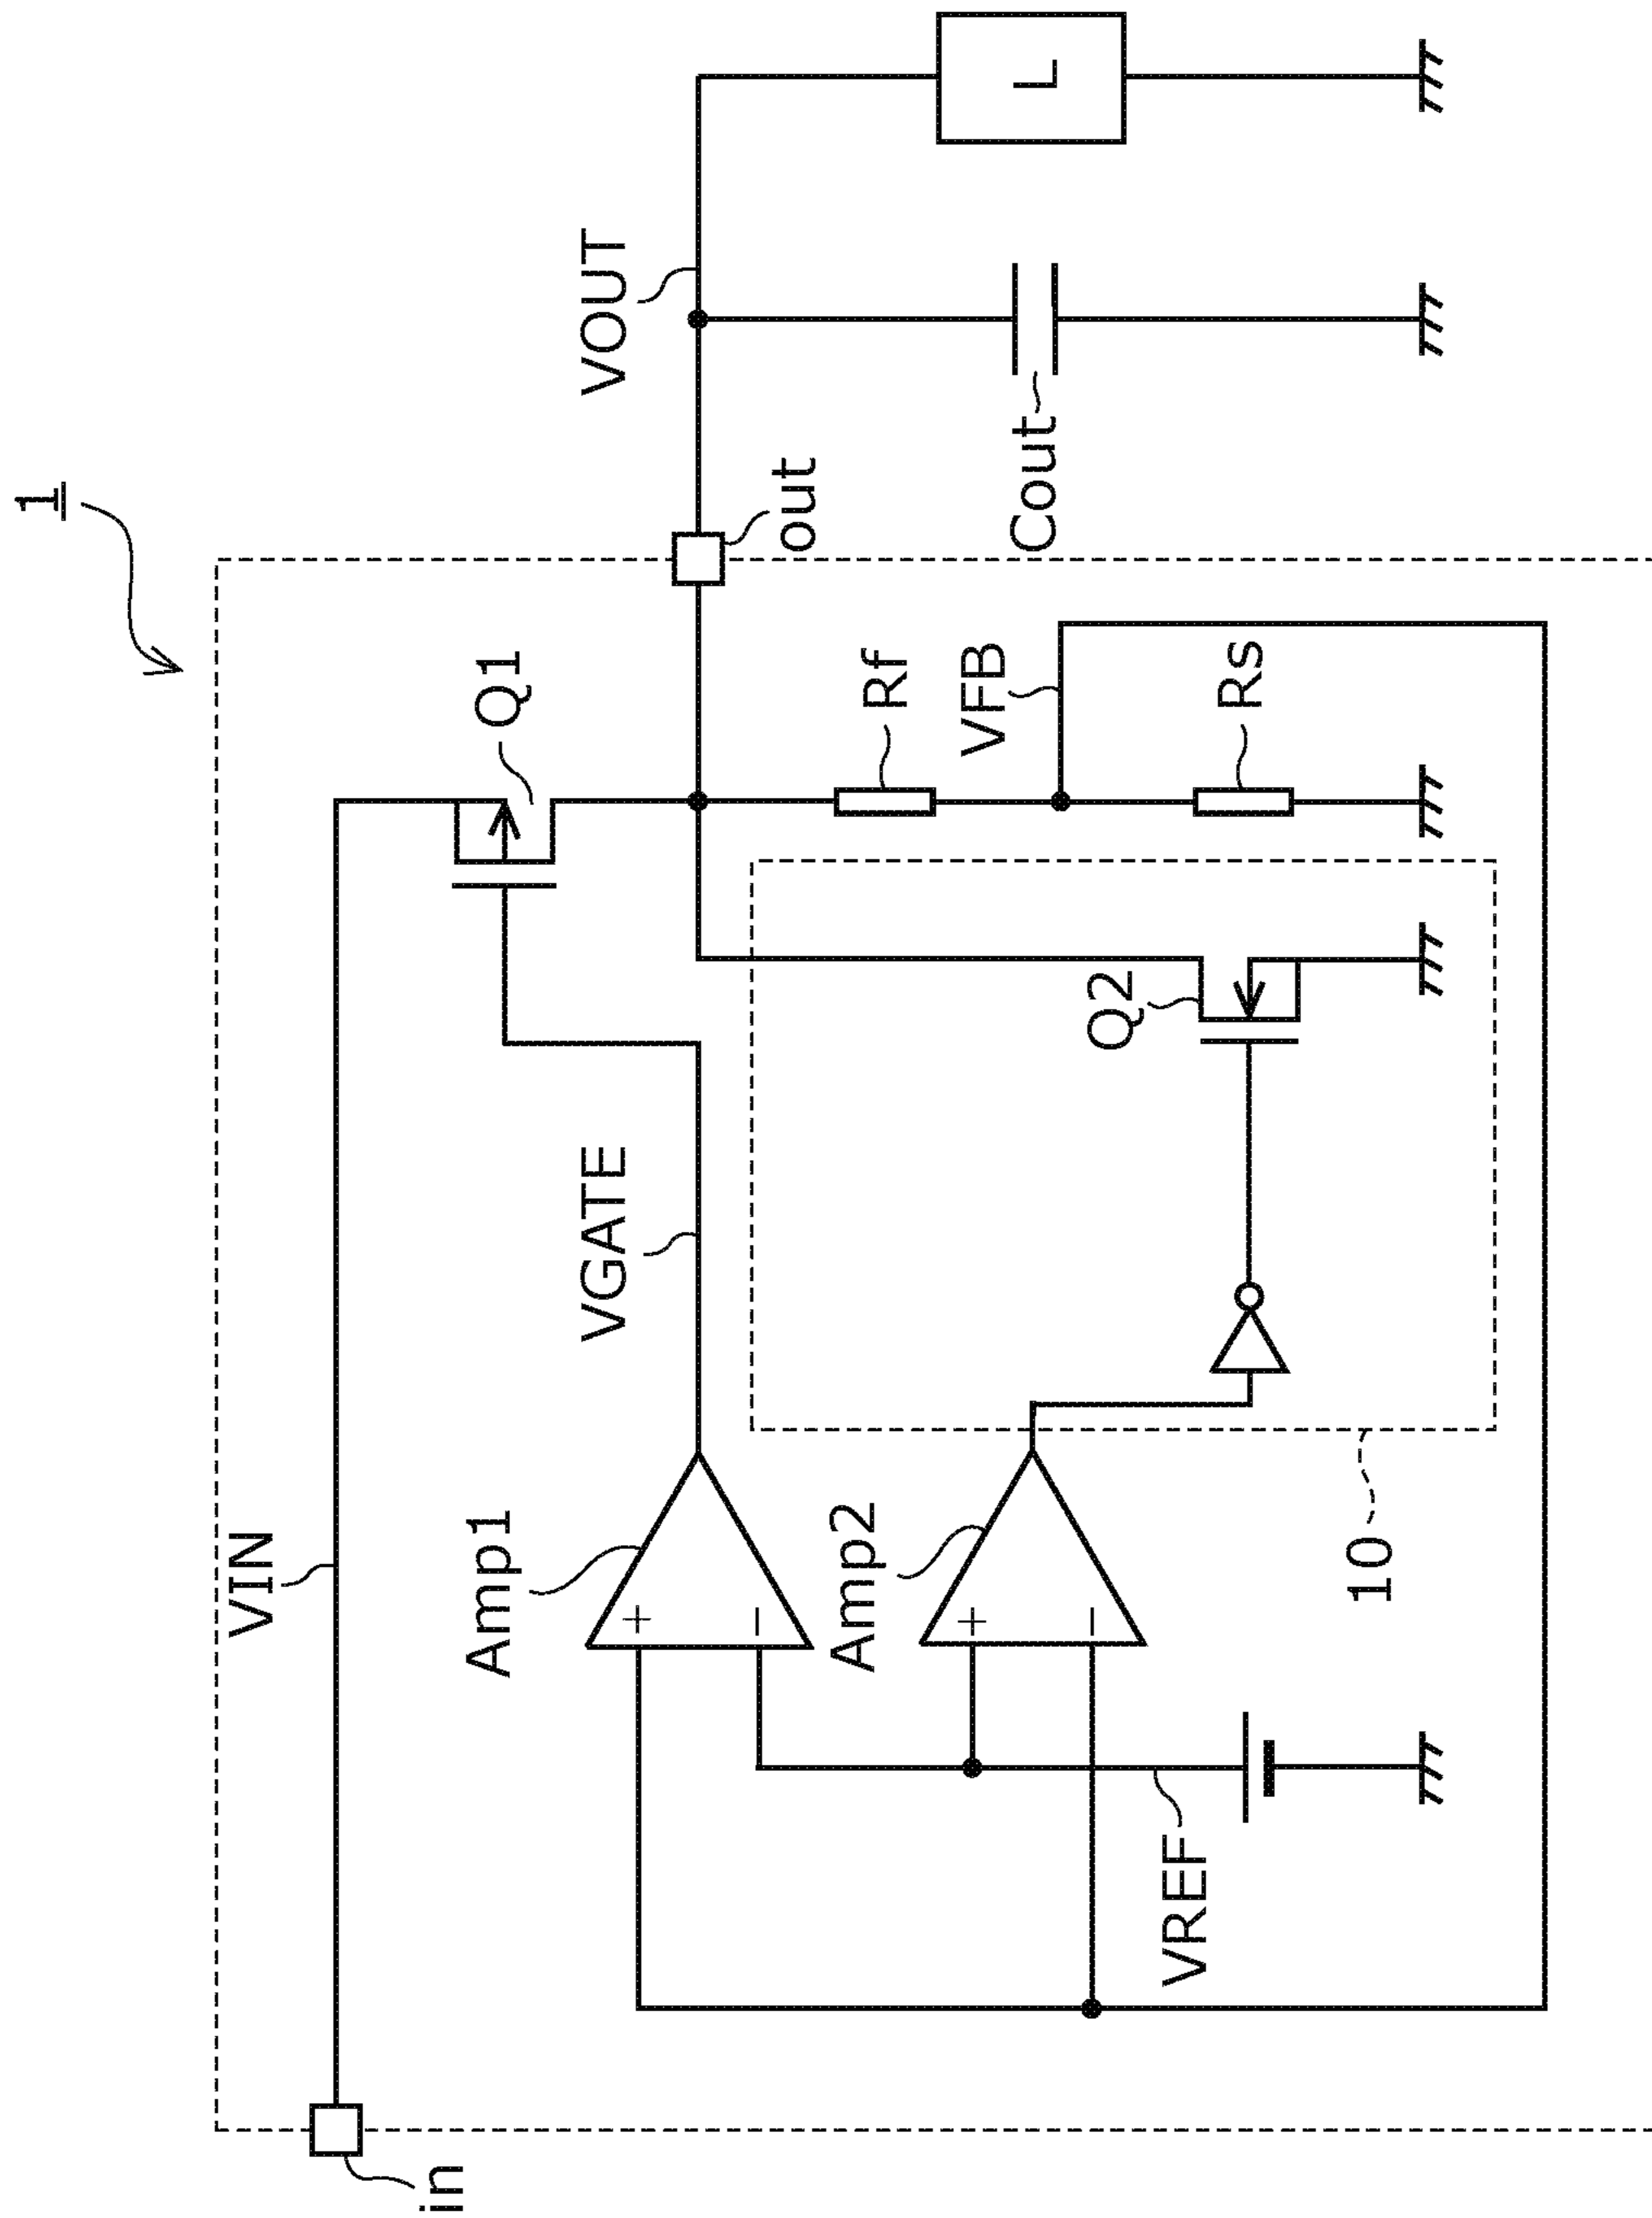 1
VIN
in
Q1
VGATE
VOUT
out
Amp1
+
−
Amp2
+
−
Rf
VFB
Rs
Q2
Cout
L
VREF
10